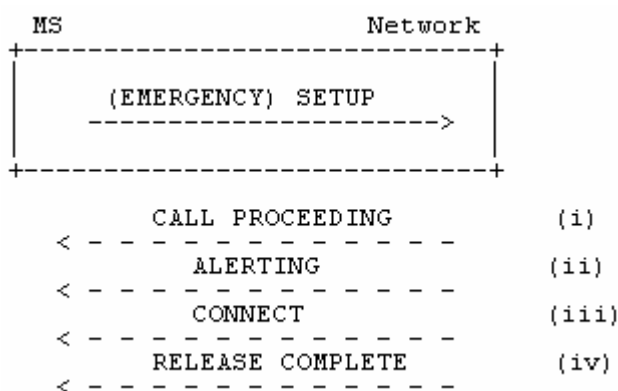 MS Network
(EMERGENCY) SETUP
CALL PROCEEDING (i)
ALERTING (ii)
CONNECT (iii)
RELEASE COMPLETE (iv)